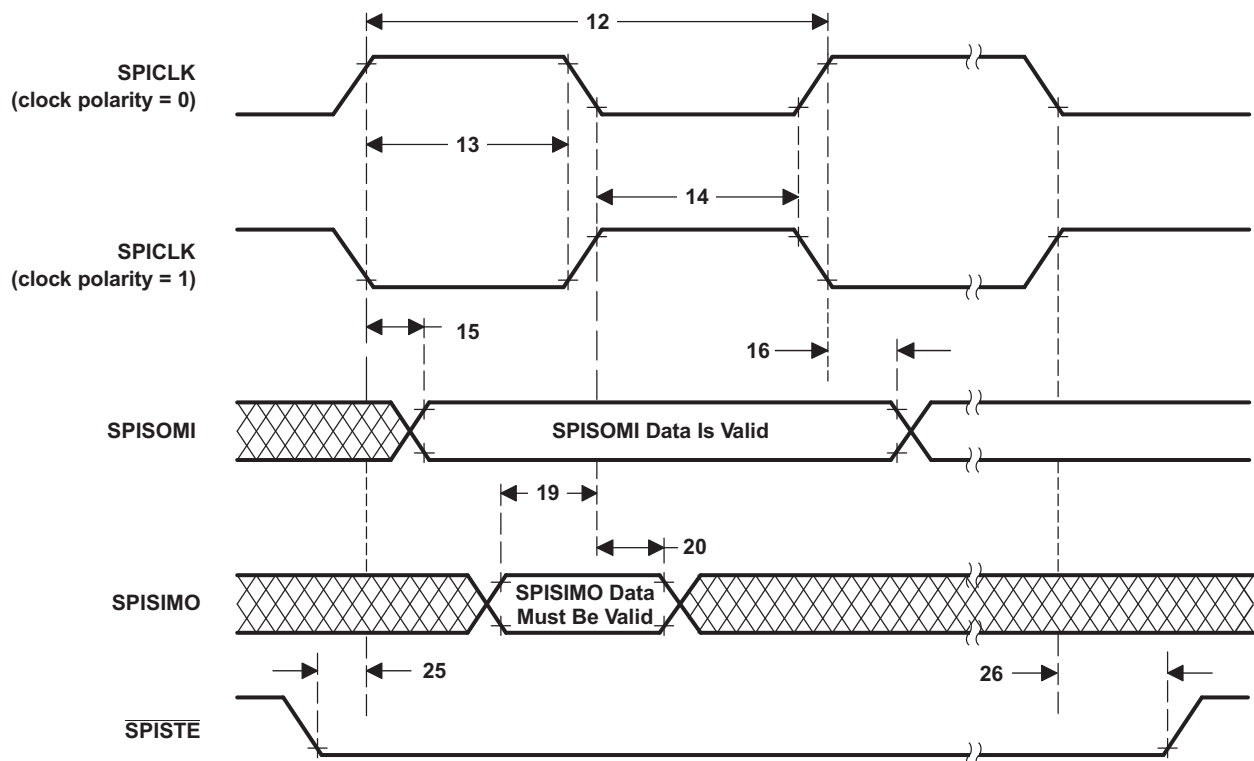 12
SPICLK
(clock polarity = 0)
13
14
SPICLK
(clock polarity = 1)
15
16
SPISOMI
SPISOMI Data Is Valid
19
20
SPISIMO
SPISIMO Data
Must Be Valid
25
26
SPISTE